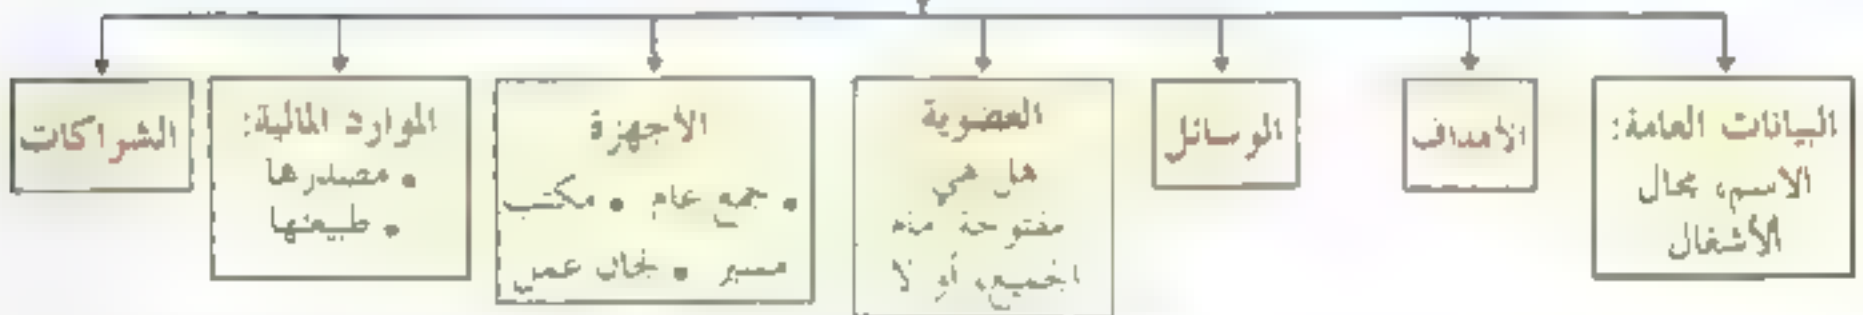 البيانات العامة:
الاسم، مجال
الأشغال
الأهداف
الوسائل
العضوية
هل هي
مفتوحة
الجميع، أو لا
الأجهزة
• جمع عام • مكتب
مسير • لجان عمل
الموارد المالية:
• مصدرها
• طبيعتها
الشراكات